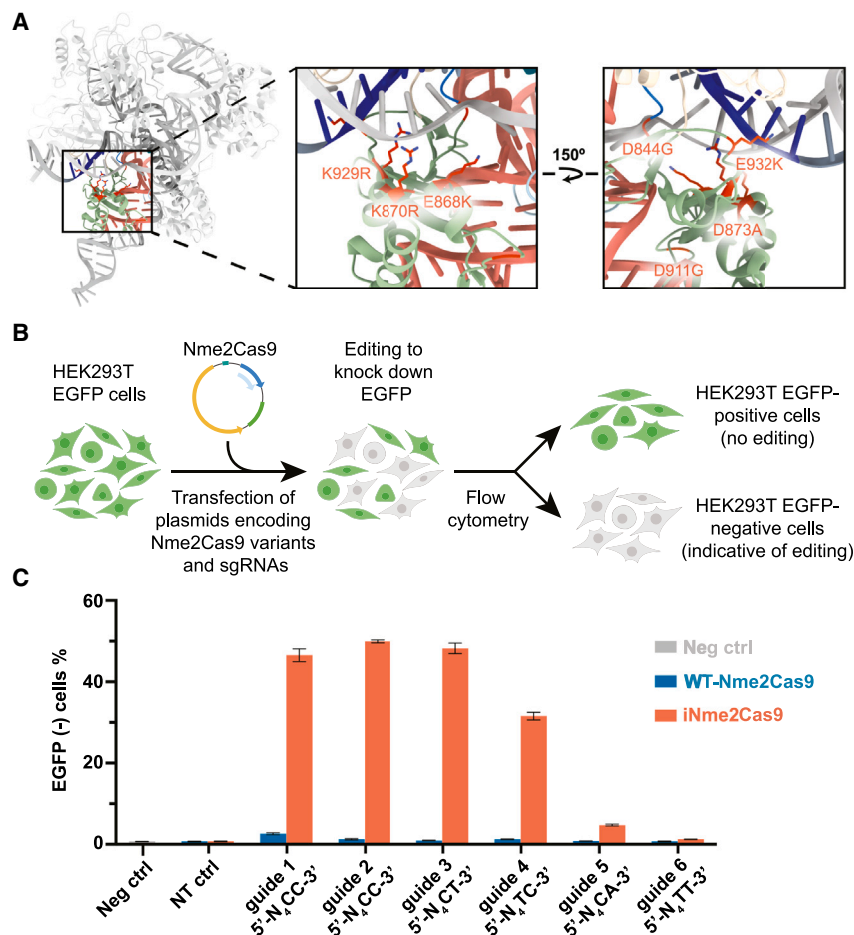 A
K929R
K870R
E868K
150º
D844G
E932K
D873A
D911G
B
HEK293T
EGFP cells
Nme2Cas9
Transfection of
plasmids encoding
Nme2Cas9 variants
and sgRNAs
Editing to
knock down
EGFP
Flow
cytometry
HEK293T EGFP-
positive cells
(no editing)
HEK293T EGFP-
negative cells
(indicative of editing)
C
EGFP (-) cells %
60
40
20
0
Neg ctrl
WT-Nme2Cas9
iNme2Cas9
Neg ctrl
NT ctrl
guide 1
5'-N4CC-3'
guide 2
5'-N4CC-3'
guide 3
5'-N4CT-3'
guide 4
5'-N4TC-3'
guide 5
5'-N4CA-3'
guide 6
5'-N4TT-3'